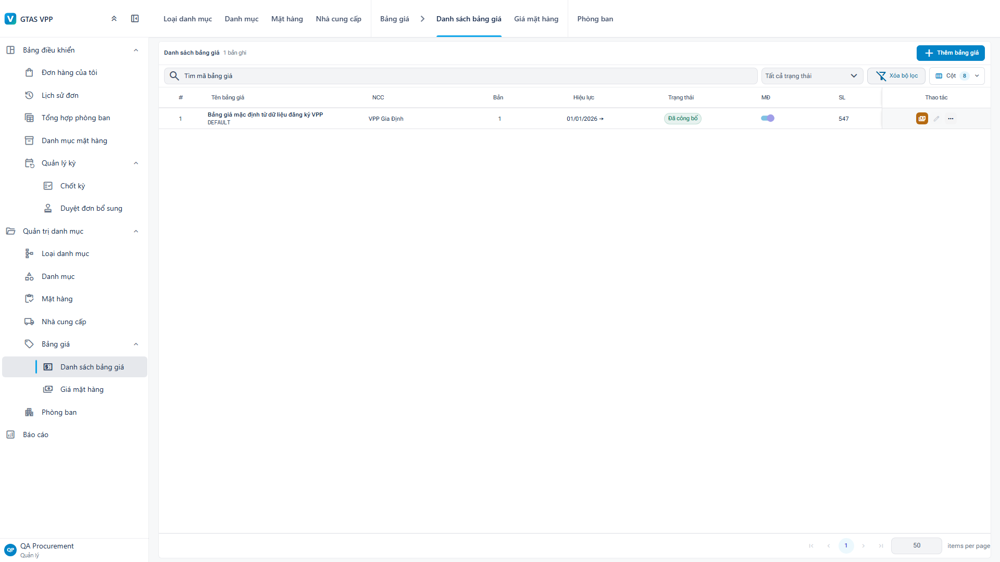 GTAS VPP
Loại danh mục
Danh mục
Mặt hàng
Nhà cung cấp
Bảng giá
Danh sách bảng giá
Giá mặt hàng
Phòng ban
Bảng điều khiển
Đơn hàng của tôi
Lịch sử đơn
Tổng hợp phòng ban
Danh mục mặt hàng
Quản lý kỳ
Chốt kỳ
Duyệt đơn bổ sung
Quản trị danh mục
Loại danh mục
Danh mục
Mặt hàng
Nhà cung cấp
Bảng giá
Danh sách bảng giá
Giá mặt hàng
Phòng ban
Báo cáo
QP
QA Procurement
Quản lý
Danh sách bảng giá 1 bản ghi
Thêm bảng giá
Tìm mã bảng giá
Tất cả trạng thái
Xóa bộ lọc
Cột 8
# Tên bảng giá NCC Bản Hiệu lực Trạng thái MĐ SL Thao tác
1 Bảng giá mặc định từ dữ liệu đăng ký VPP VPP Gia Định 1 01/01/2026 → Đã công bố 547
DEFAULT
1
50
items per page